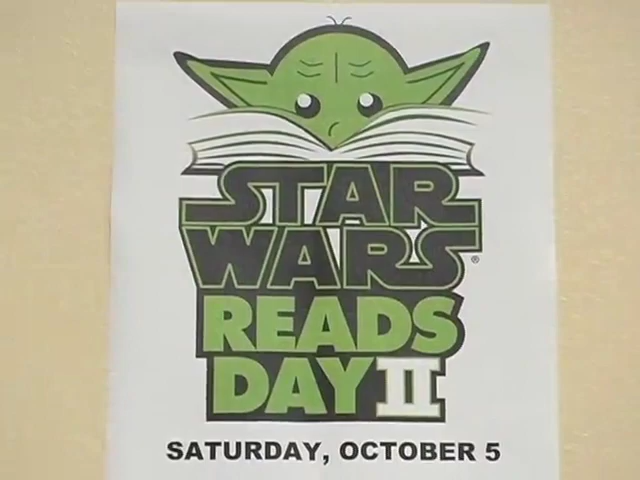 STAR
WARS®
READS
DAY II
SATURDAY, OCTOBER 5